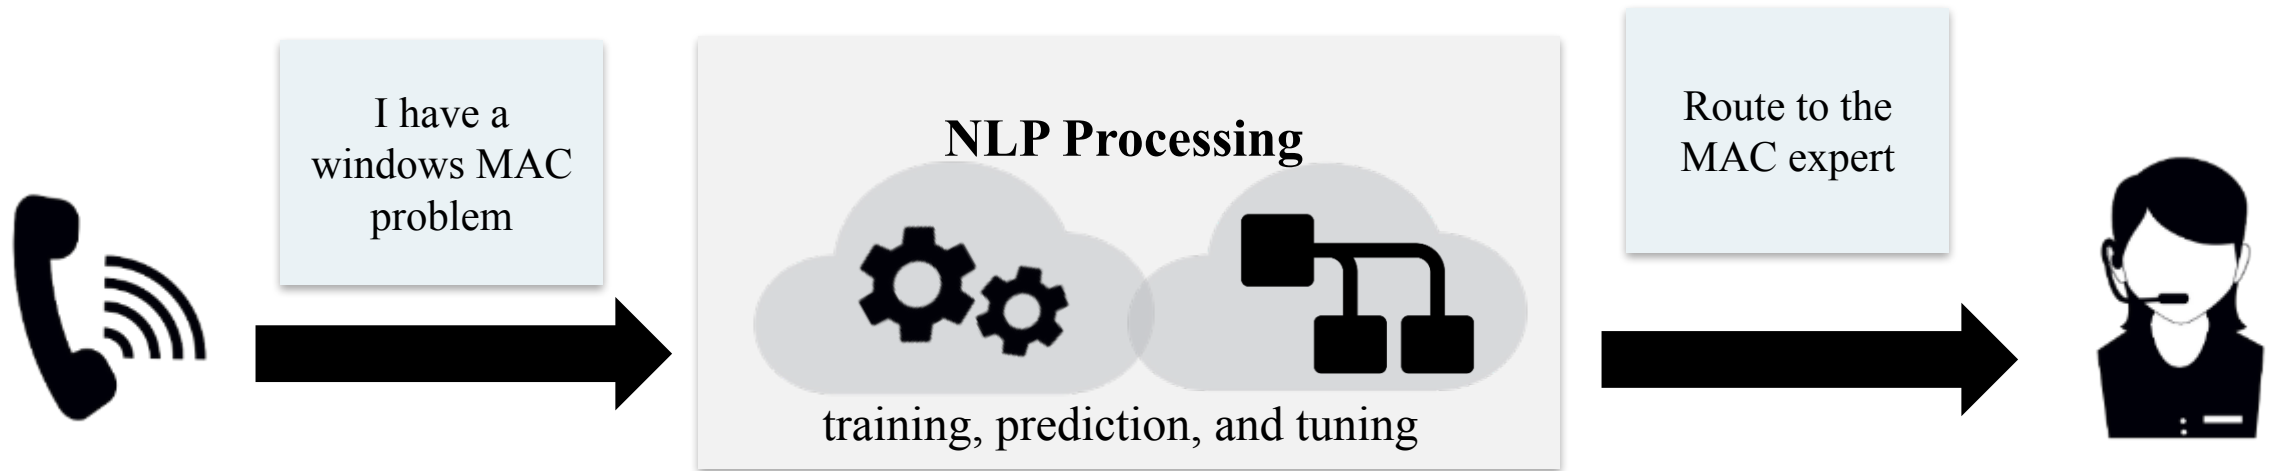 I have a
windows MAC
problem
NLP Processing
training, prediction, and tuning
Route to the
MAC expert